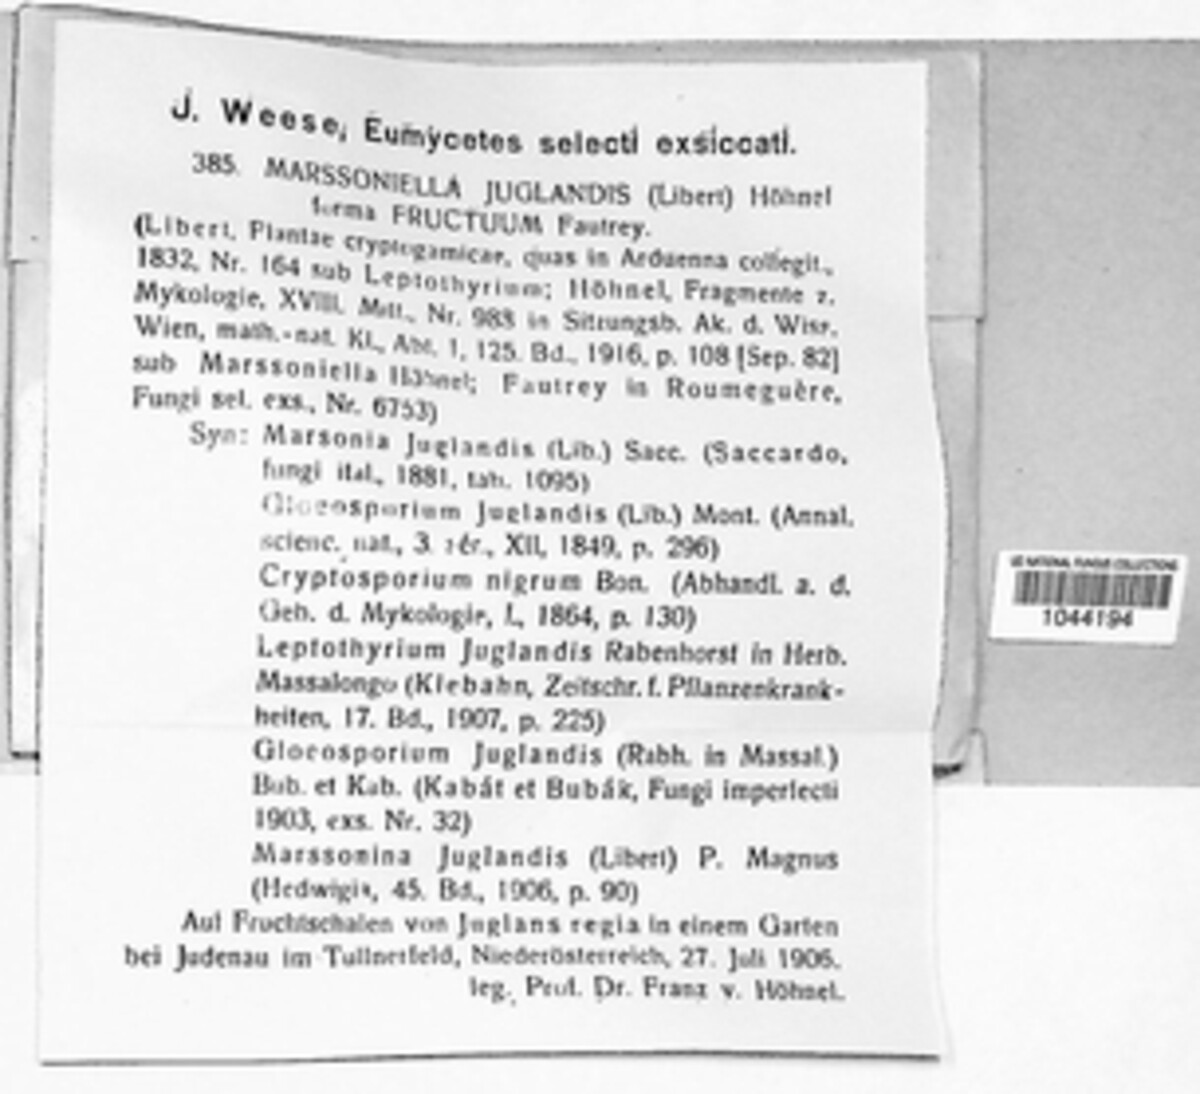 J. Weese, Eumycetes selecti exsiccati.
385. MARSSONIELLA JUGLANDIS (Libert) Höhnel
forma FRUCTUUM Fautrey.
(Libert, Plantae cryptogamicae, quas in Arduenna collegit.,
1832, Nr. 164 sub Leptothyrium; Höhnel, Fragmente z.
Mykologie, XVIII. Mitt., Nr. 988 in Sitzungsb. Ak. d. Wiss.
Wien, math.-nat. Kl., Abt. 1, 125. Bd., 1916, p. 108 [Sep. 82]
sub Marssoniella Höhnel; Fautrey in Roumeguère,
Fungi sel. exs., Nr. 6753)
Syn: Marsonia Juglandis (Lib.) Sacc. (Saccardo,
fungi ital., 1881, tab. 1095)
Gloeosporium Juglandis (Lib.) Mont. (Annal.
scienc. nat., 3. sér., XII, 1849, p. 296)
Cryptosporium nigrum Bon. (Abhandl. a. d.
Geb. d. Mykologie, I., 1864, p. 130)
Leptothyrium Juglandis Rabenhorst in Herb.
Massalongo (Klebahn, Zeitschr. f. Pflanzenkrank-
heiten, 17. Bd., 1907, p. 225)
Gloeosporium Juglandis (Rabh. in Massal.)
Bub. et Kab. (Kabát et Bubák, Fungi imperfecti
1903, exs. Nr. 32)
Marssonina Juglandis (Libert) P. Magnus
(Hedwigia, 45. Bd., 1906, p. 90)
Auf Fruchtschalen von Juglans regia in einem Garten
bei Judenau im Tullnerfeld, Niederösterreich, 27. Juli 1906.
leg. Prof. Dr. Franz v. Höhnel.
US NATIONAL FUNGUS COLLECTIONS
1044194